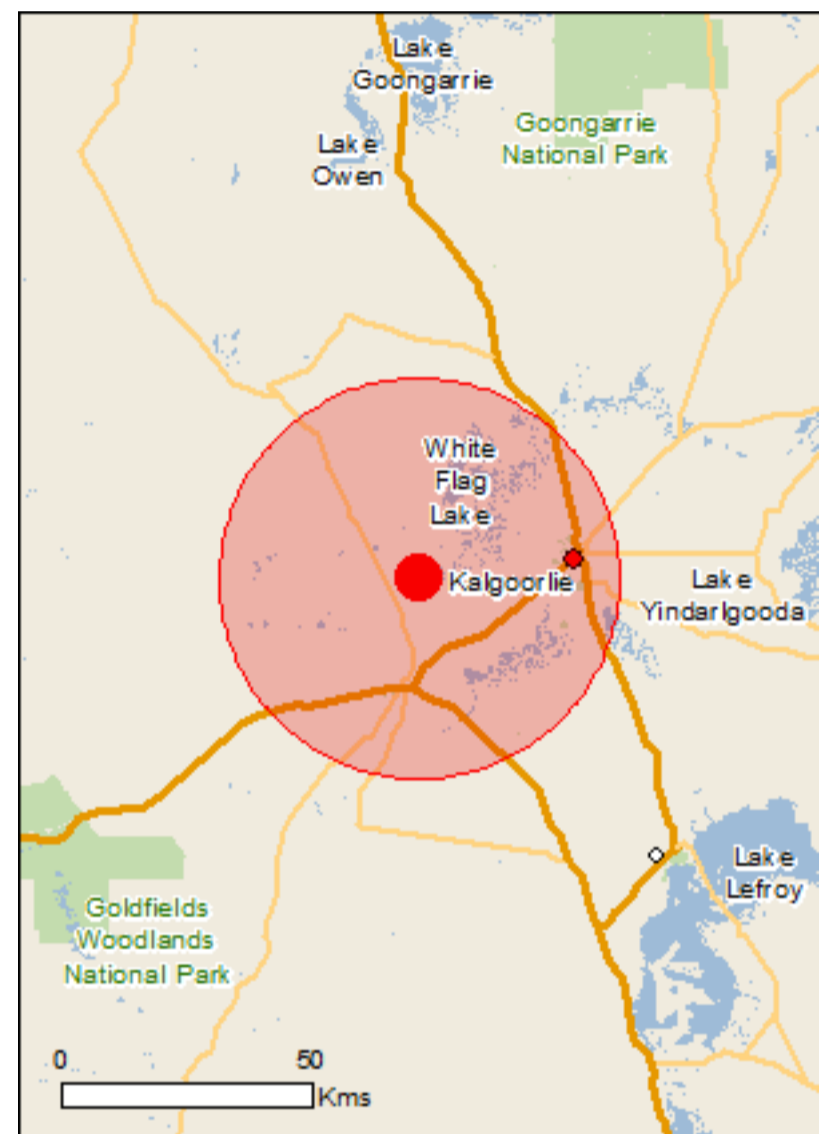 Lake
Goongarrie
Goongarrie
National Park
Lake
Owen
White
Flag
Lake
Kalgoorlie
Lake
Yindarlgooda
Lake
Lefroy
Goldfields
Woodlands
National Park
0 50
Kms